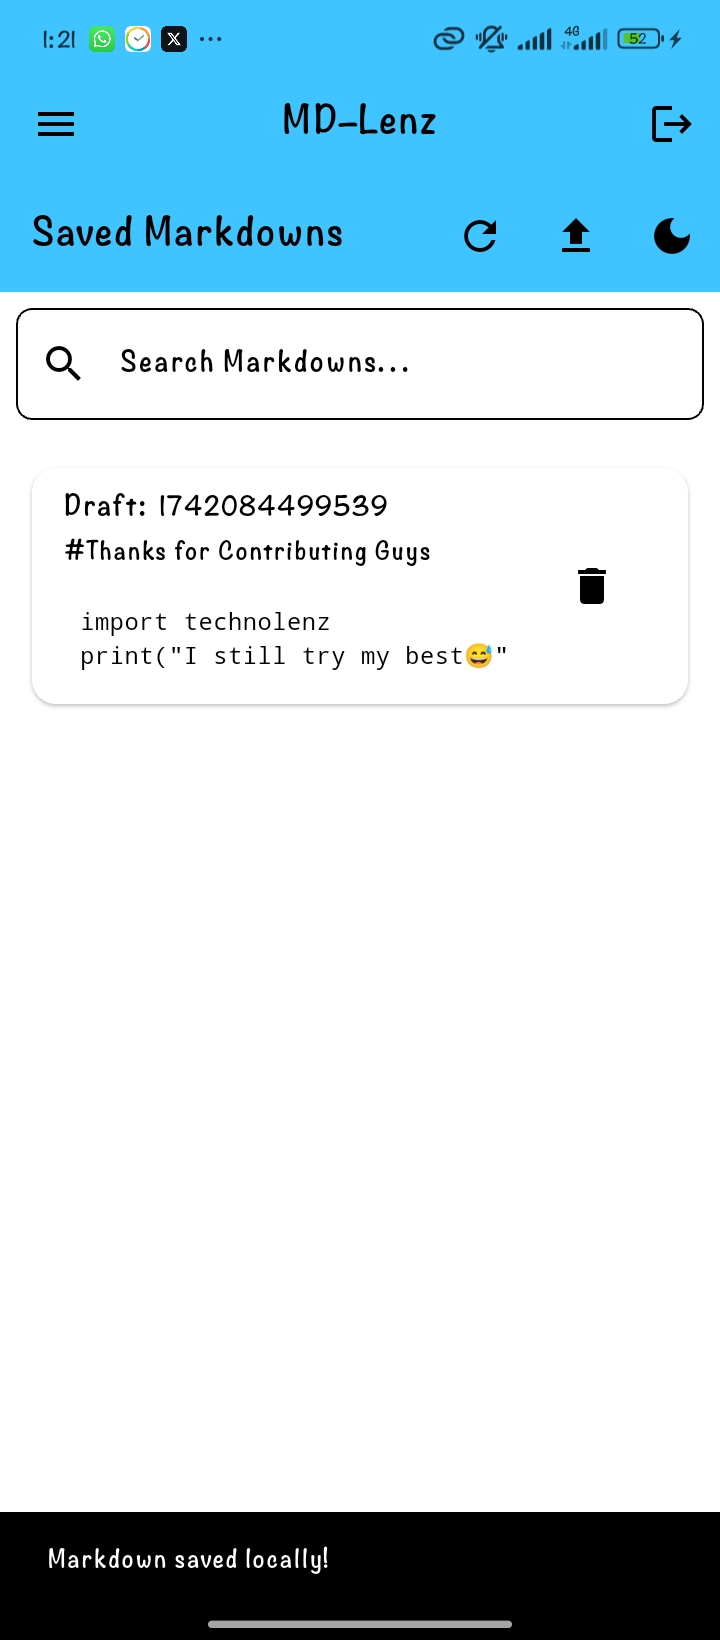 1:21
4G
52
MD-Lenz
Saved Markdowns
Search Markdowns...
Draft: 1742084499539
#Thanks for Contributing Guys
import technolenz
print("I still try my best😅"
Markdown saved locally!